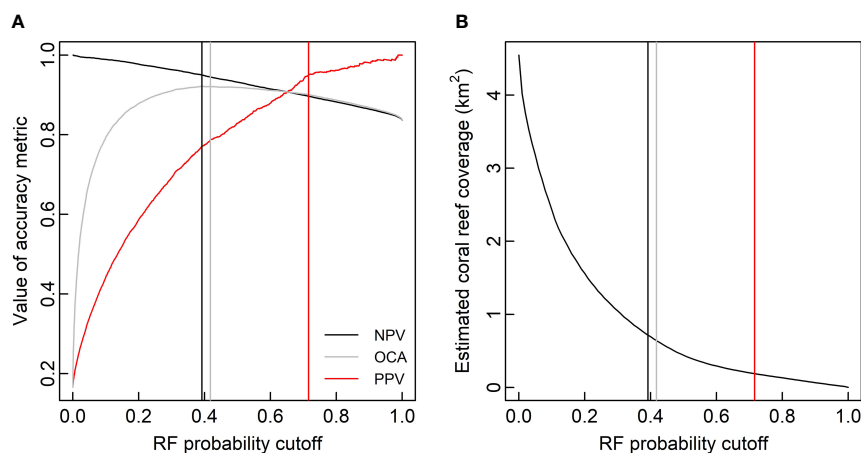 A
Value of accuracy metric
1.0
0.8
0.6
0.4
0.2
NPV
OCA
PPV
0.0 0.2 0.4 0.6 0.8 1.0
RF probability cutoff
B
Estimated coral reef coverage (km²)
4
3
2
1
0
0.0 0.2 0.4 0.6 0.8 1.0
RF probability cutoff